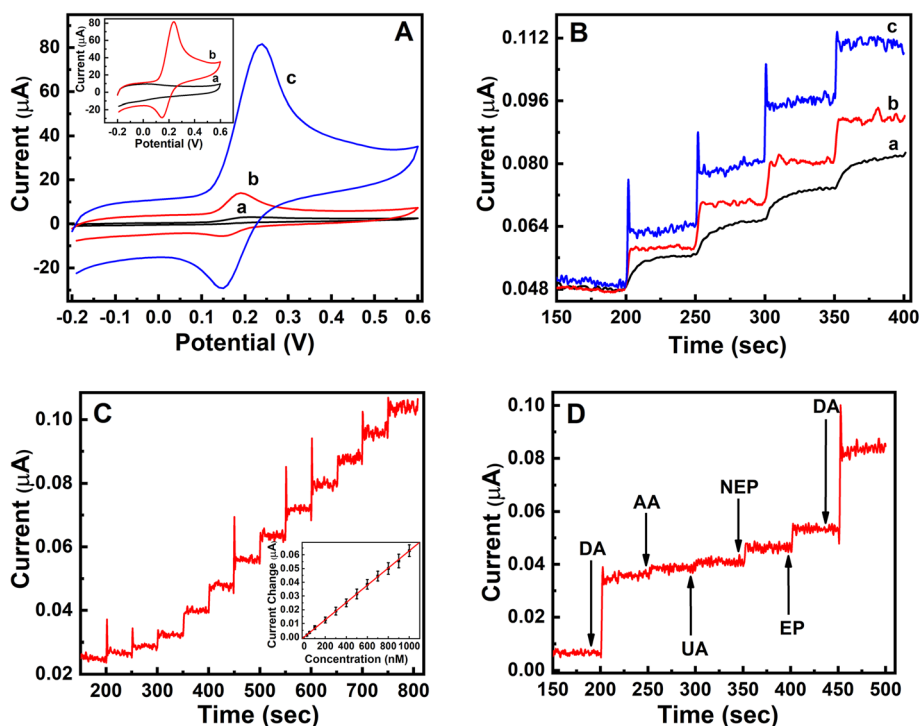 A
Current (μA)
80
60
40
20
0
-20
-0.2 -0.1 0.0 0.1 0.2 0.3 0.4 0.5 0.6
Potential (V)
a
b
c
Current (μA)
80
60
40
20
0
-20
-0.2 0.0 0.2 0.4 0.6
Potential (V)
b
a
B
Current (μA)
0.112
0.096
0.080
0.064
0.048
150 200 250 300 350 400
Time (sec)
c
b
a
C
Current (μA)
0.10
0.08
0.06
0.04
0.02
200 300 400 500 600 700 800
Time (sec)
Current Change (μA)
0.06
0.05
0.04
0.03
0.02
0.01
0.00
0 200 400 600 800 1000
Concentration (nM)
D
Current (μA)
0.10
0.08
0.06
0.04
0.02
0.00
150 200 250 300 350 400 450 500
Time (sec)
DA
AA
UA
NEP
EP
DA